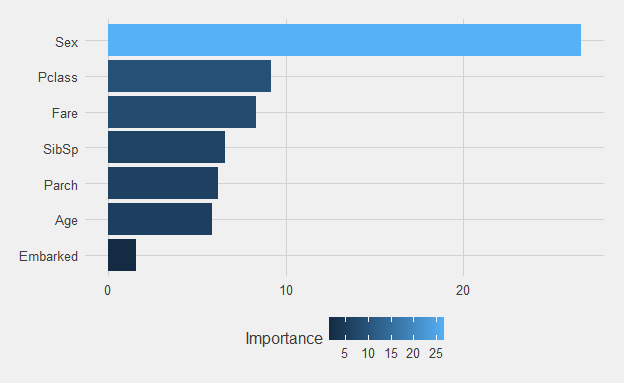 Sex
Pclass
Fare
SibSp
Parch
Age
Embarked
0 10 20
Importance
5 10 15 20 25